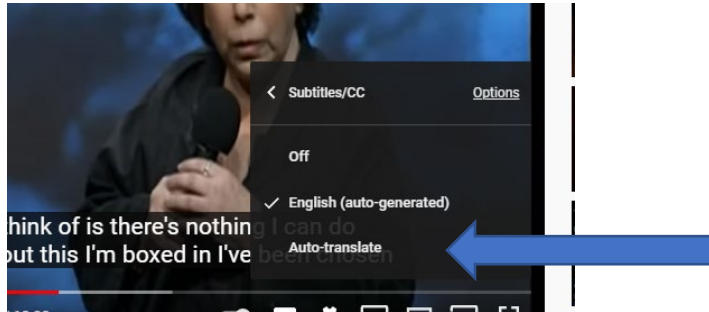 Subtitles/CC Options
Off
English (auto-generated)
Auto-translate
think of is there's nothing I can do
out this I'm boxed in I've been chosen